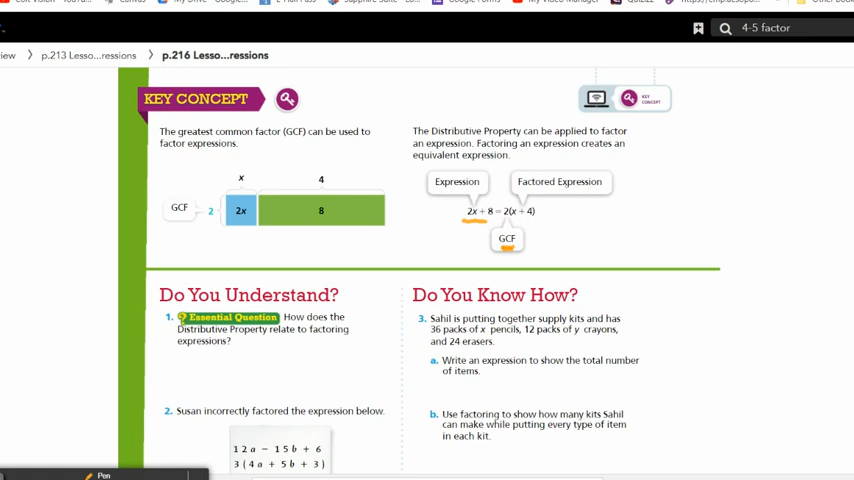 4-5 factor
p.213 Lesso...ressions
p.216 Lesso...ressions
KEY CONCEPT
KEY
CONCEPT
The greatest common factor (GCF) can be used to
factor expressions.
x
4
GCF
2
2x
8
The Distributive Property can be applied to factor
an expression. Factoring an expression creates an
equivalent expression.
Expression
Factored Expression
2x + 8 = 2(x + 4)
GCF
Do You Understand?
1. Essential Question How does the
Distributive Property relate to factoring
expressions?
2. Susan incorrectly factored the expression below.
12a − 15b + 6
3(4a + 5b + 3)
Do You Know How?
3. Sahil is putting together supply kits and has
36 packs of x pencils, 12 packs of y crayons,
and 24 erasers.
a. Write an expression to show the total number
of items.
b. Use factoring to show how many kits Sahil
can make while putting every type of item
in each kit.
Pen